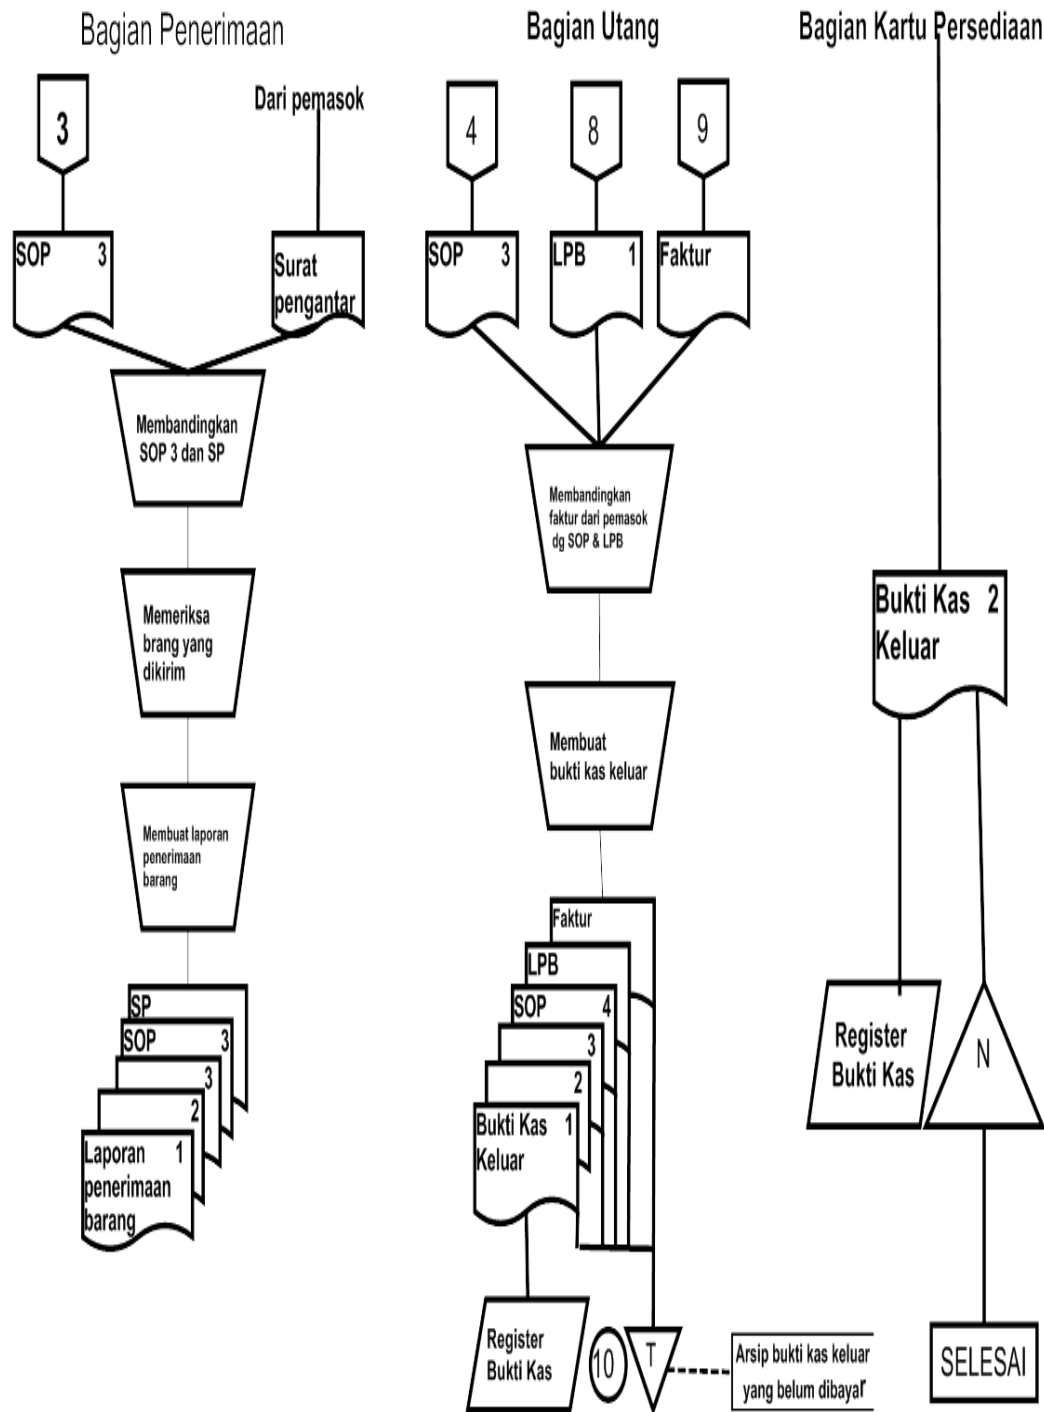 Bagian Penerimaan
3
Dari pemasok
SOP 3
Surat
pengantar
Membandingkan
SOP 3 dan SP
Memeriksa
brang yang
dikirim
Membuat laporan
penerimaan
barang
SP
SOP 3
3
2
Laporan 1
penerimaan
barang
Bagian Utang
4
8
9
SOP 3
LPB 1
Faktur
Membandingkan
faktur dari pemasok
dg SOP & LPB
Membuat
bukti kas keluar
Faktur
LPB
SOP 4
3
2
Bukti Kas 1
Keluar
Register
Bukti Kas
10
T
Arsip bukti kas keluar
yang belum dibayar
Bagian Kartu Persediaan
Bukti Kas 2
Keluar
Register
Bukti Kas
N
SELESAI